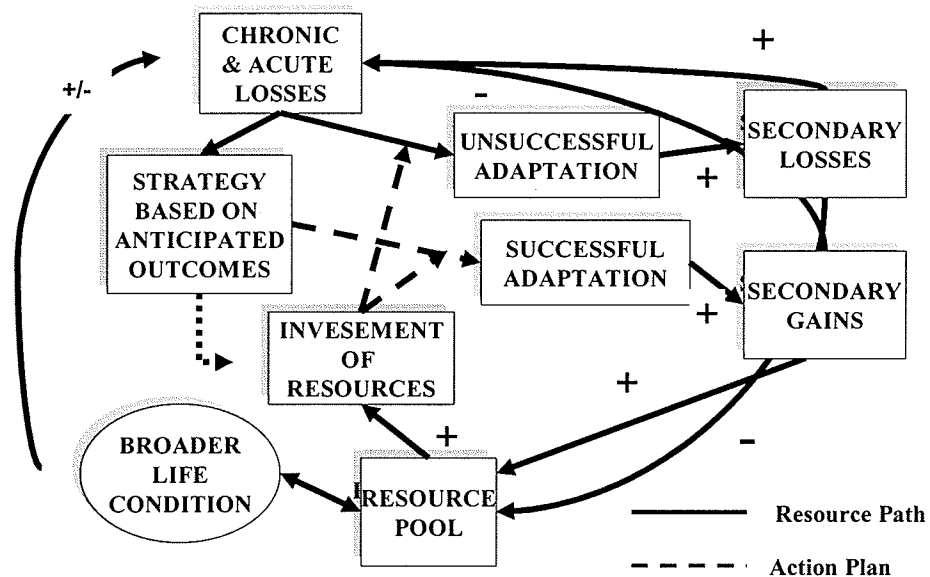 CHRONIC
& ACUTE
LOSSES
+
+/-
-
UNSUCCESSFUL
ADAPTATION
SECONDARY
LOSSES
+
STRATEGY
BASED ON
ANTICIPATED
OUTCOMES
SUCCESSFUL
ADAPTATION
SECONDARY
GAINS
+
INVESEMENT
OF
RESOURCES
+
BROADER
LIFE
CONDITION
+
-
RESOURCE
POOL
Resource Path
Action Plan